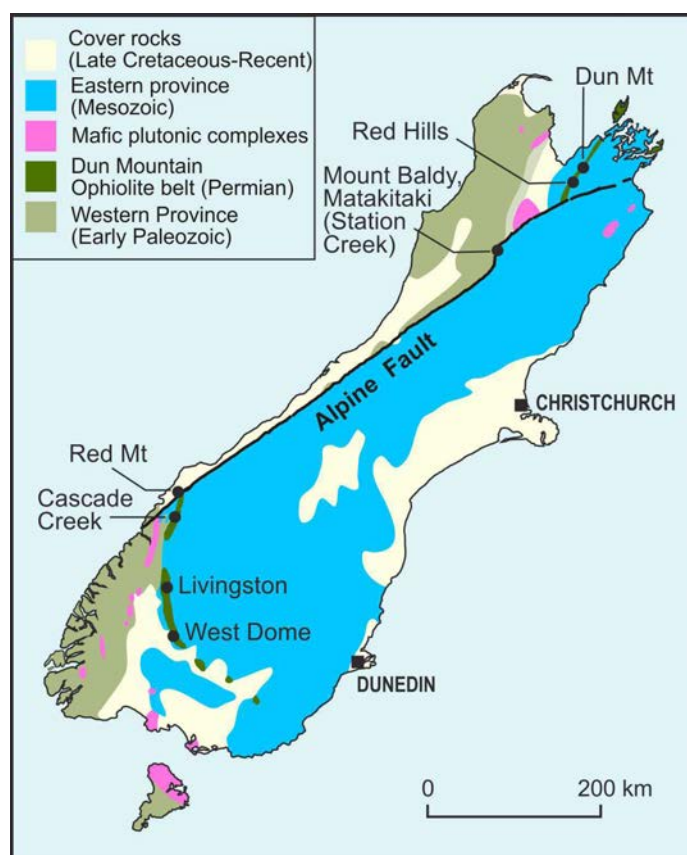 Cover rocks
(Late Cretaceous-Recent)
Eastern province
(Mesozoic)
Mafic plutonic complexes
Dun Mountain
Ophiolite belt (Permian)
Western Province
(Early Paleozoic)
Dun Mt
Red Hills
Mount Baldy,
Matakitaki
(Station
Creek)
Alpine Fault
CHRISTCHURCH
Red Mt
Cascade
Creek
Livingston
West Dome
DUNEDIN
0 200 km